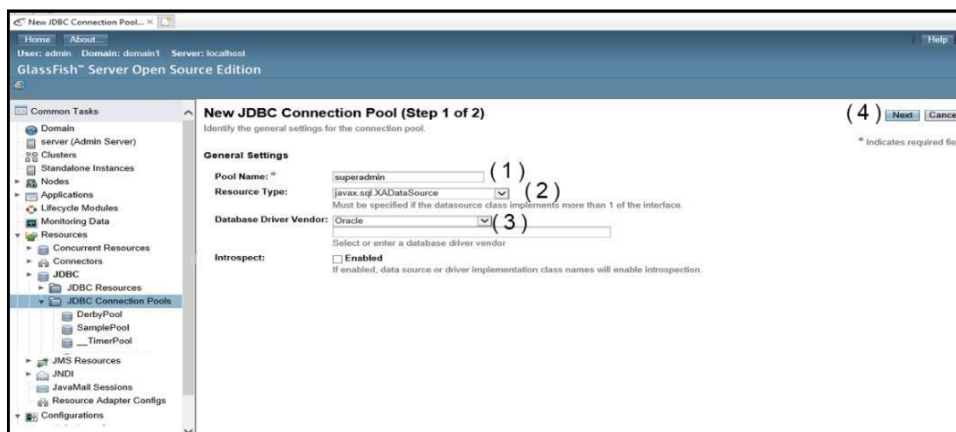 New JDBC Connection Pool... ×
Home About...
Help
User: admin Domain: domain1 Server: localhost
GlassFish™ Server Open Source Edition
Common Tasks
Domain
server (Admin Server)
Clusters
Standalone Instances
Nodes
Applications
Lifecycle Modules
Monitoring Data
Resources
Concurrent Resources
Connectors
JDBC
JDBC Resources
JDBC Connection Pools
DerbyPool
SamplePool
__TimerPool
JMS Resources
JNDI
JavaMail Sessions
Resource Adapter Configs
Configurations
New JDBC Connection Pool (Step 1 of 2)
(4) Next Cance
Identify the general settings for the connection pool.
* Indicates required fie
General Settings
Pool Name: * superadmin (1)
Resource Type: javax.sql.XADataSource (2)
Must be specified if the datasource class implements more than 1 of the interface.
Database Driver Vendor: Oracle (3)
Select or enter a database driver vendor
Introspect: Enabled
If enabled, data source or driver implementation class names will enable introspection.